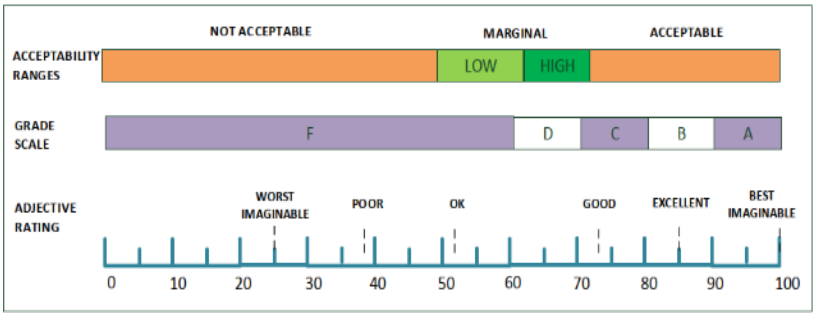 NOT ACCEPTABLE MARGINAL ACCEPTABLE
ACCEPTABILITY
RANGES
LOW HIGH
GRADE
SCALE
F D C B A
ADJECTIVE
RATING
WORST
IMAGINABLE
POOR OK GOOD EXCELLENT
BEST
IMAGINABLE
0 10 20 30 40 50 60 70 80 90 100